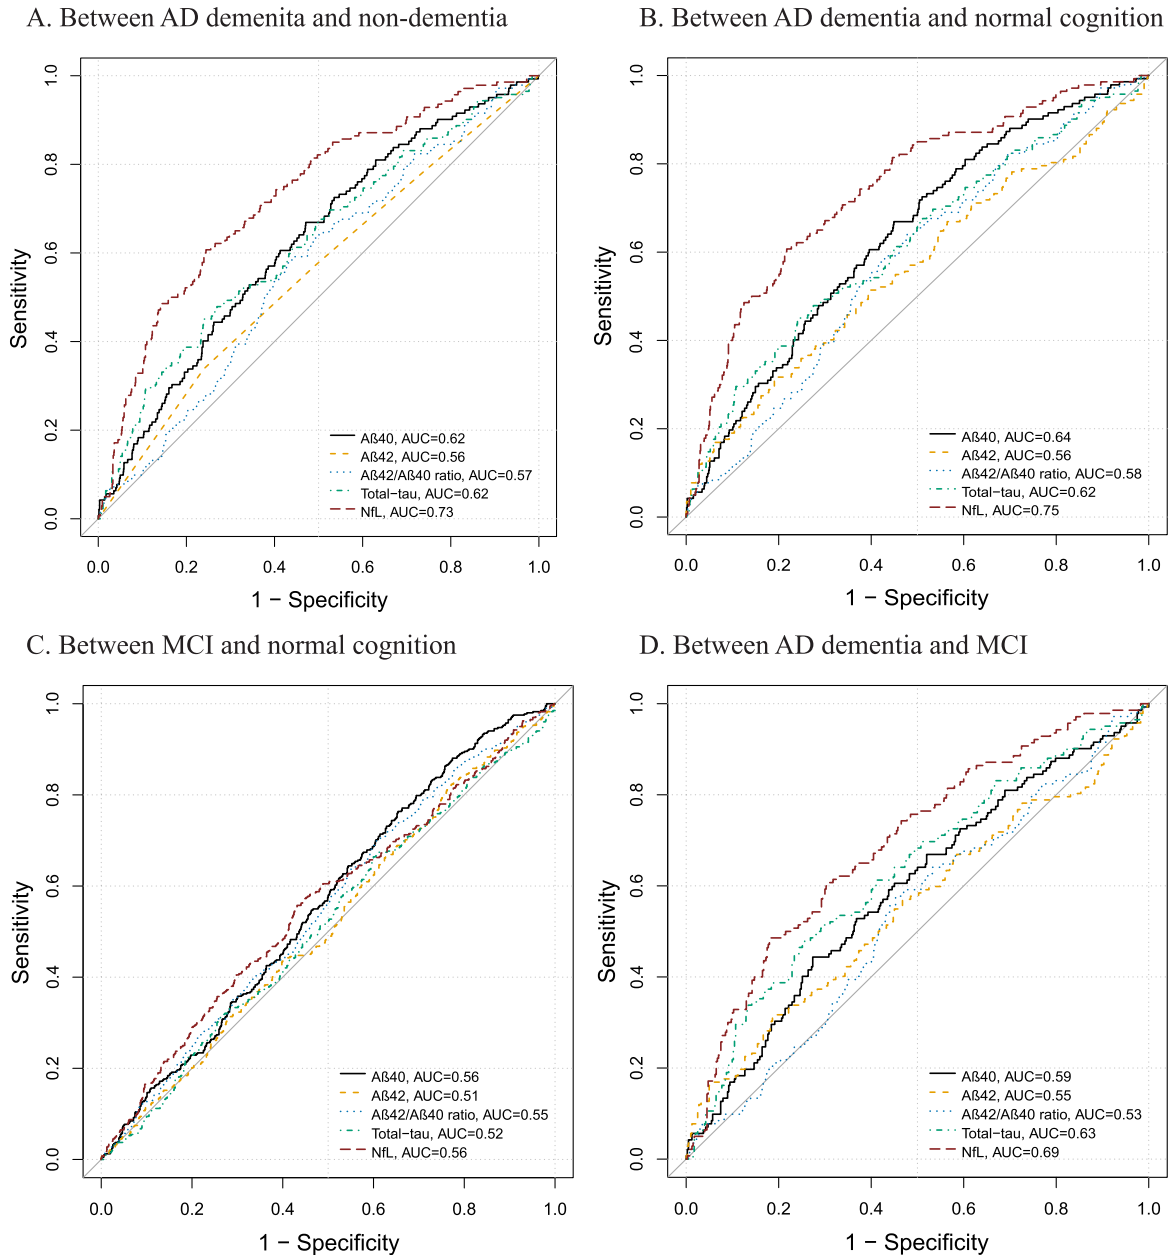 A. Between AD demenita and non-dementia
1.0
0.8
0.6
0.4
0.2
0.0
Sensitivity
Aß40, AUC=0.62
Aß42, AUC=0.56
Aß42/Aß40 ratio, AUC=0.57
Total-tau, AUC=0.62
NfL, AUC=0.73
0.0 0.2 0.4 0.6 0.8 1.0
1 − Specificity
B. Between AD dementia and normal cognition
1.0
0.8
0.6
0.4
0.2
0.0
Sensitivity
Aß40, AUC=0.64
Aß42, AUC=0.56
Aß42/Aß40 ratio, AUC=0.58
Total-tau, AUC=0.62
NfL, AUC=0.75
0.0 0.2 0.4 0.6 0.8 1.0
1 − Specificity
C. Between MCI and normal cognition
1.0
0.8
0.6
0.4
0.2
0.0
Sensitivity
Aß40, AUC=0.56
Aß42, AUC=0.51
Aß42/Aß40 ratio, AUC=0.55
Total-tau, AUC=0.52
NfL, AUC=0.56
0.0 0.2 0.4 0.6 0.8 1.0
1 − Specificity
D. Between AD dementia and MCI
1.0
0.8
0.6
0.4
0.2
0.0
Sensitivity
Aß40, AUC=0.59
Aß42, AUC=0.55
Aß42/Aß40 ratio, AUC=0.53
Total-tau, AUC=0.63
NfL, AUC=0.69
0.0 0.2 0.4 0.6 0.8 1.0
1 − Specificity